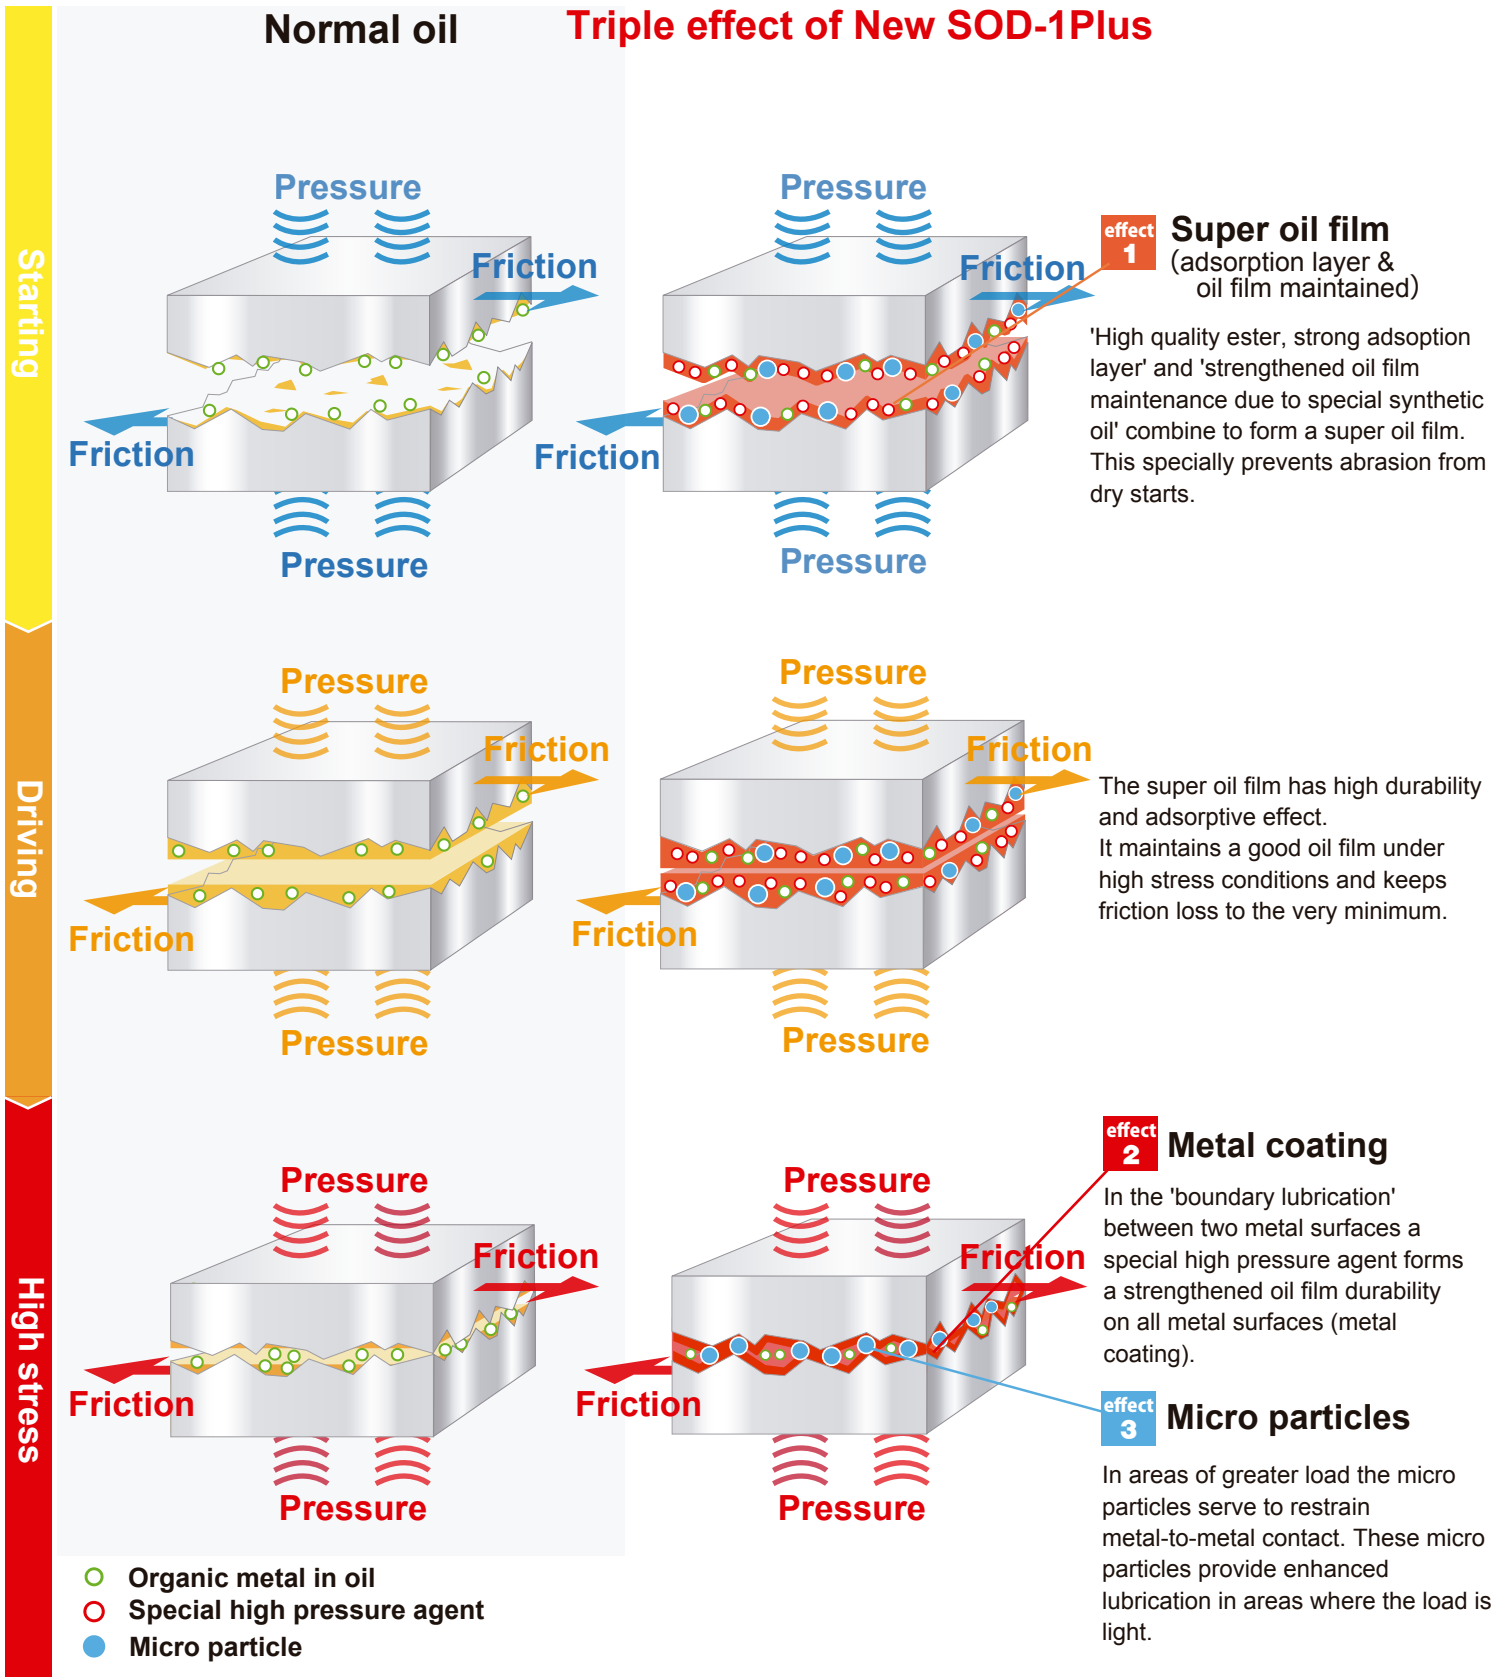 Normal oil
Triple effect of New SOD-1Plus
Starting
Pressure
Friction
Friction
Pressure
Pressure
Friction
Friction
Pressure
effect
1
Super oil film
(adsorption layer &
oil film maintained)
'High quality ester, strong adsoption
layer' and 'strengthened oil film
maintenance due to special synthetic
oil' combine to form a super oil film.
This specially prevents abrasion from
dry starts.
Driving
Pressure
Friction
Friction
Pressure
Pressure
Friction
Friction
Pressure
The super oil film has high durability
and adsorptive effect.
It maintains a good oil film under
high stress conditions and keeps
friction loss to the very minimum.
High stress
Pressure
Friction
Friction
Pressure
Pressure
Friction
Friction
Pressure
effect
2
Metal coating
In the 'boundary lubrication'
between two metal surfaces a
special high pressure agent forms
a strengthened oil film durability
on all metal surfaces (metal
coating).
effect
3
Micro particles
In areas of greater load the micro
particles serve to restrain
metal-to-metal contact. These micro
particles provide enhanced
lubrication in areas where the load is
light.
Organic metal in oil
Special high pressure agent
Micro particle